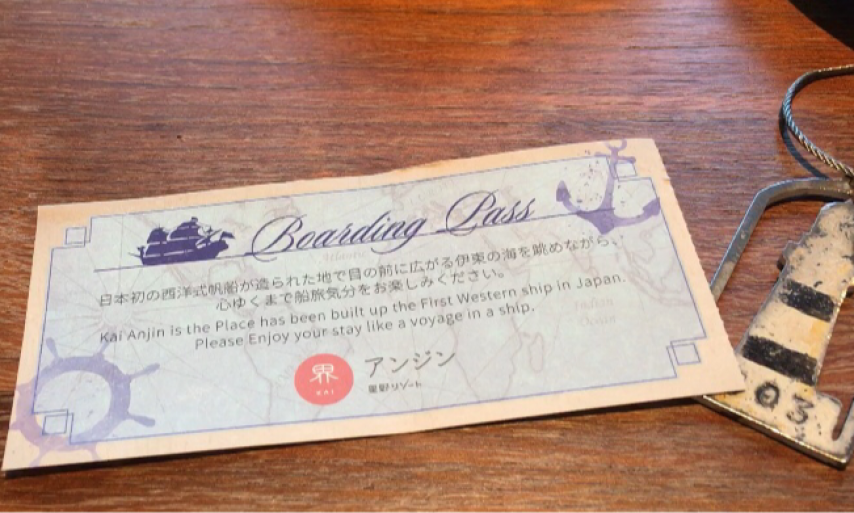 Boarding Pass
日本初の西洋式帆船が造られた地で目の前に広がる伊東の海を眺めながら、
心ゆくまで船旅気分をお楽しみください。
Kai Anjin is the Place has been built up the First Western ship in Japan.
Please Enjoy your stay like a voyage in a ship.
界
KAI
アンジン
星野リゾート
Atlantic
Indian
Ocean
03